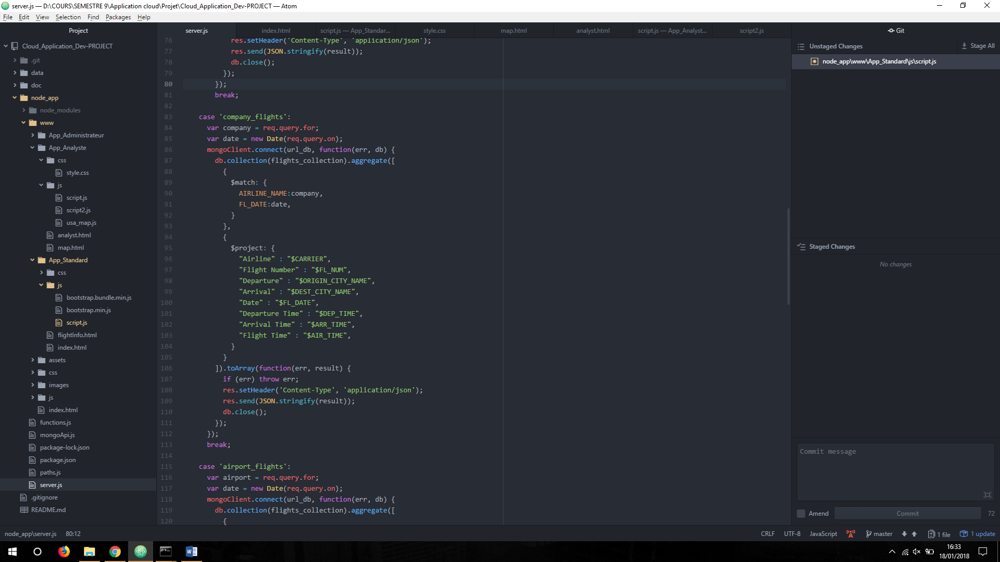 server.js — D:\COURS\SEMESTRE 9\Application cloud\Projet\Cloud_Application_Dev-PROJECT — Atom
File Edit View Selection Find Packages Help
Project
Cloud_Application_Dev-PROJECT
.git
data
doc
node_app
node_modules
www
App_Administrateur
App_Analyste
css
style.css
js
script.js
script2.js
usa_map.js
analyst.html
map.html
App_Standard
css
js
bootstrap.bundle.min.js
bootstrap.min.js
script.js
flightInfo.html
index.html
assets
css
images
js
index.html
functions.js
mongoApi.js
package-lock.json
package.json
paths.js
server.js
.gitignore
README.md
server.js index.html script.js — App_Standar... style.css map.html analyst.html script.js — App_Analyst... script2.js
76 res.setHeader('Content-Type', 'application/json');
77 res.send(JSON.stringify(result));
78 db.close();
79 });
80 });
81 break;
82
83 case 'company_flights':
84 var company = req.query.for;
85 var date = new Date(req.query.on);
86 mongoClient.connect(url_db, function(err, db) {
87 db.collection(flights_collection).aggregate([
88 {
89 $match: {
90 AIRLINE_NAME:company,
91 FL_DATE:date,
92 }
93 },
94 {
95 $project: {
96 "Airline" : "$CARRIER",
97 "Flight Number" : "$FL_NUM",
98 "Departure" : "$ORIGIN_CITY_NAME",
99 "Arrival" : "$DEST_CITY_NAME",
100 "Date" : "$FL_DATE",
101 "Departure Time" : "$DEP_TIME",
102 "Arrival Time" : "$ARR_TIME",
103 "Flight Time" : "$AIR_TIME",
104 }
105 }
106 ]).toArray(function(err, result) {
107 if (err) throw err;
108 res.setHeader('Content-Type', 'application/json');
109 res.send(JSON.stringify(result));
110 db.close();
111 });
112 });
113 break;
114
115 case 'airport_flights':
116 var airport = req.query.for;
117 var date = new Date(req.query.on);
118 mongoClient.connect(url_db, function(err, db) {
119 db.collection(flights_collection).aggregate([
120 {
Git
Unstaged Changes Stage All
node_app\www\App_Standard\js\script.js
Staged Changes
No changes
Commit message
Amend Commit 72
node_app\server.js 80:12 CRLF UTF-8 JavaScript master 1 file 1 update
16:33
18/01/2018